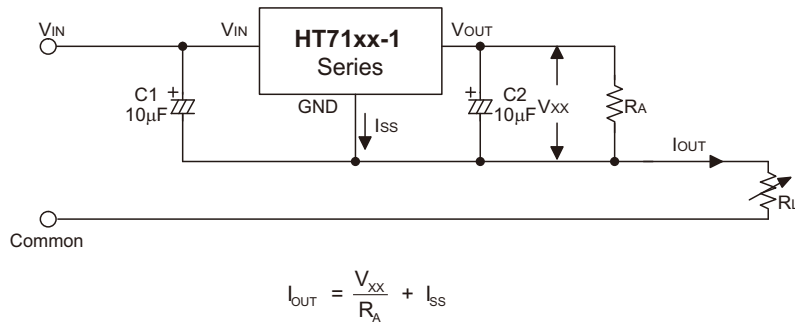 VIN
VIN
HT71xx-1
Series
VOUT
GND
ISS
C1
10µF
C2
10µF
VXX
RA
IOUT
RL
Common
IOUT = VXX / RA + ISS